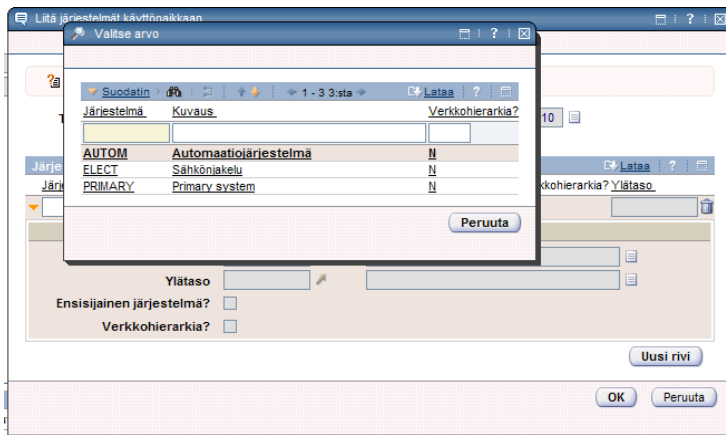 Liitä järjestelmät käyttöpaikkaan
Valitse arvo
Suodatin
1 - 3 3:sta
Lataa
Järjestelmä Kuvaus Verkkohierarkia?
AUTOM Automaatiojärjestelmä N
ELECT Sähkönjakelu N
PRIMARY Primary system N
Peruuta
10
Lataa
Ylätaso
Ylätaso
Ensisijainen järjestelmä?
Verkkohierarkia?
Uusi rivi
OK Peruuta